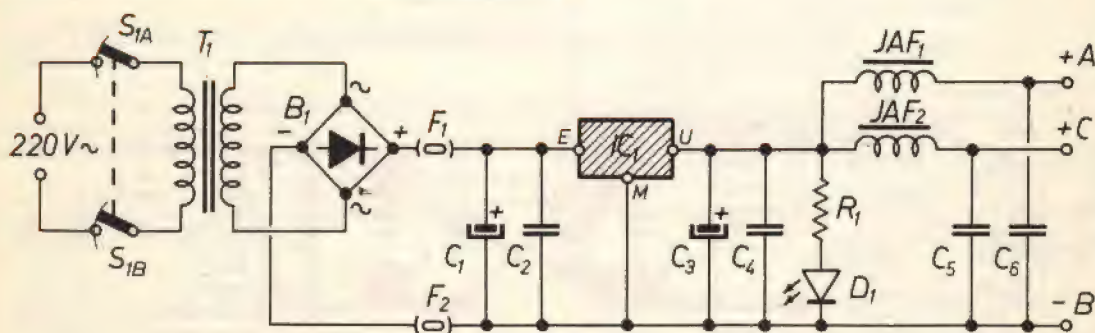 S1A
T1
B1
~
-
+
~
220V~
S1B
F1
F2
+
C1
C2
E
IC1
U
M
+
C3
C4
R1
D1
JAF1
JAF2
C5
C6
+A
+C
-B